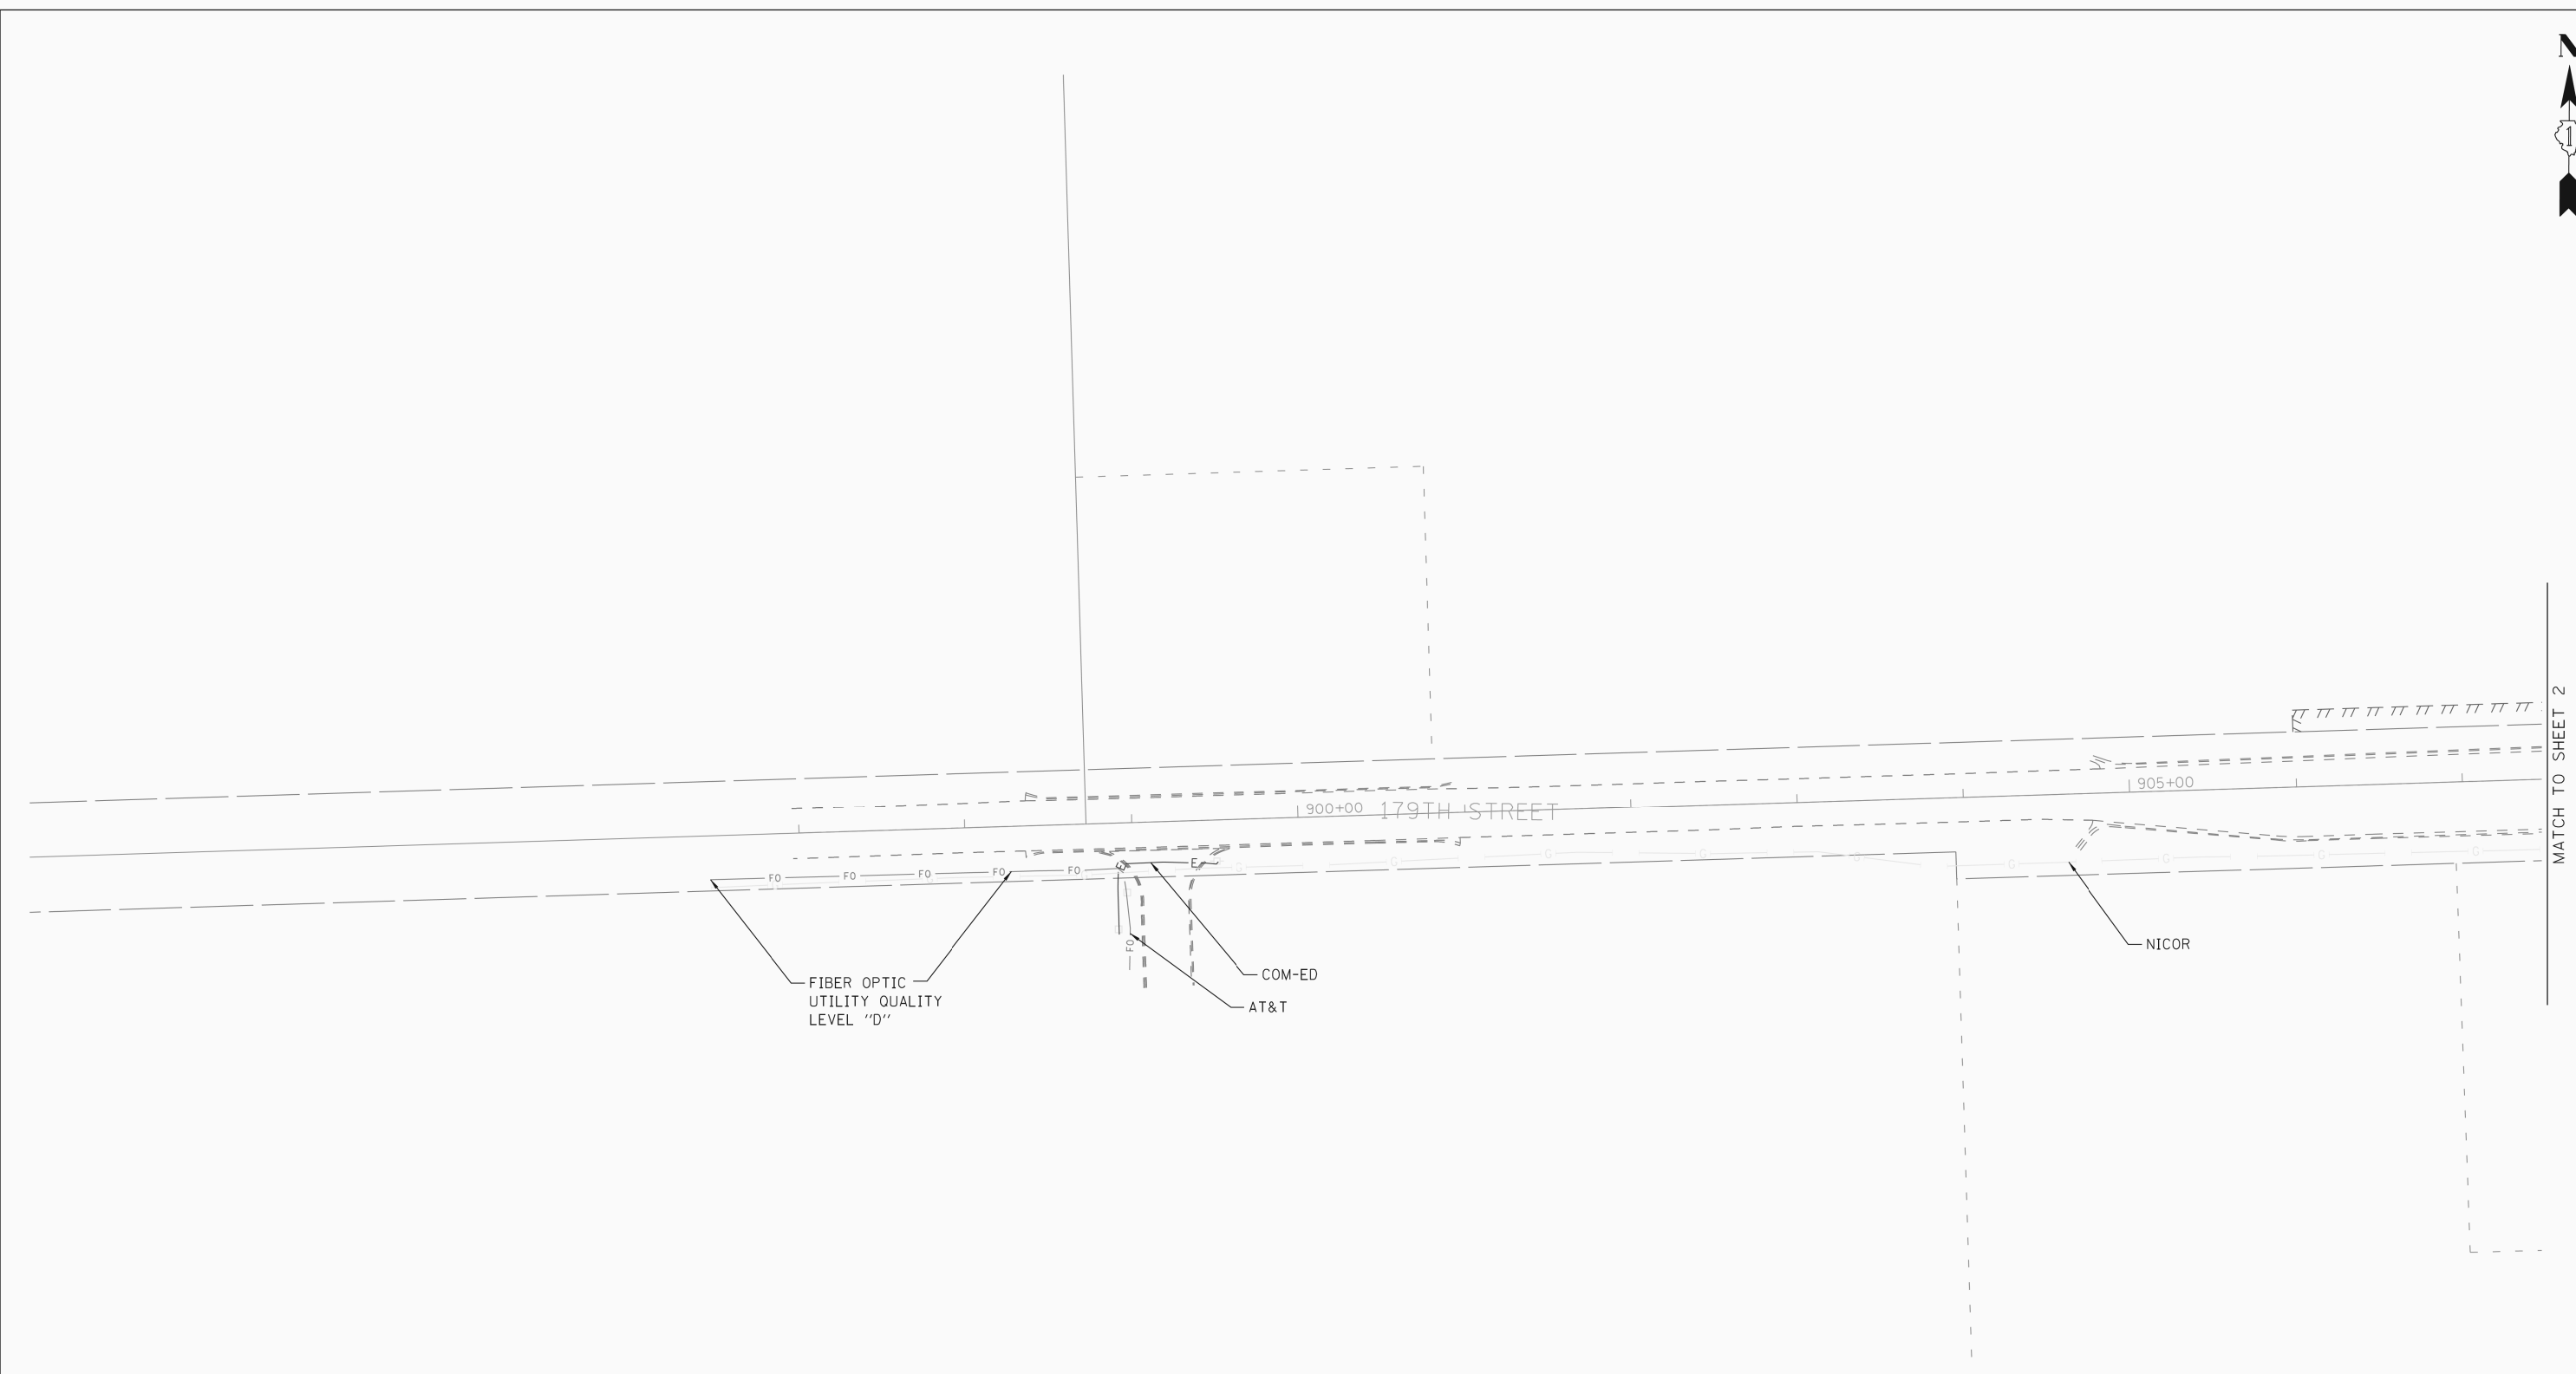 N
1
MATCH TO SHEET 2
905+00
900+00
179TH STREET
E
E
G
G
G
G
G
G
G
G
G
G
FO
FO
FO
FO
FO
FO
NICOR
COM-ED
FIBER OPTIC
UTILITY QUALITY
LEVEL "D"
AT&T